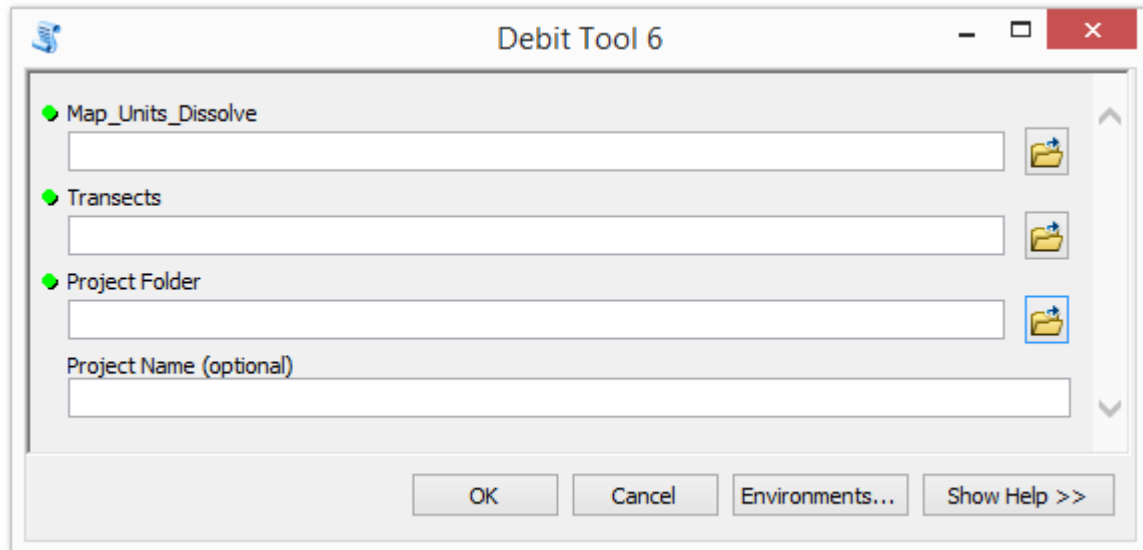 Debit Tool 6
Map_Units_Dissolve
Transects
Project Folder
Project Name (optional)
OK Cancel Environments... Show Help >>